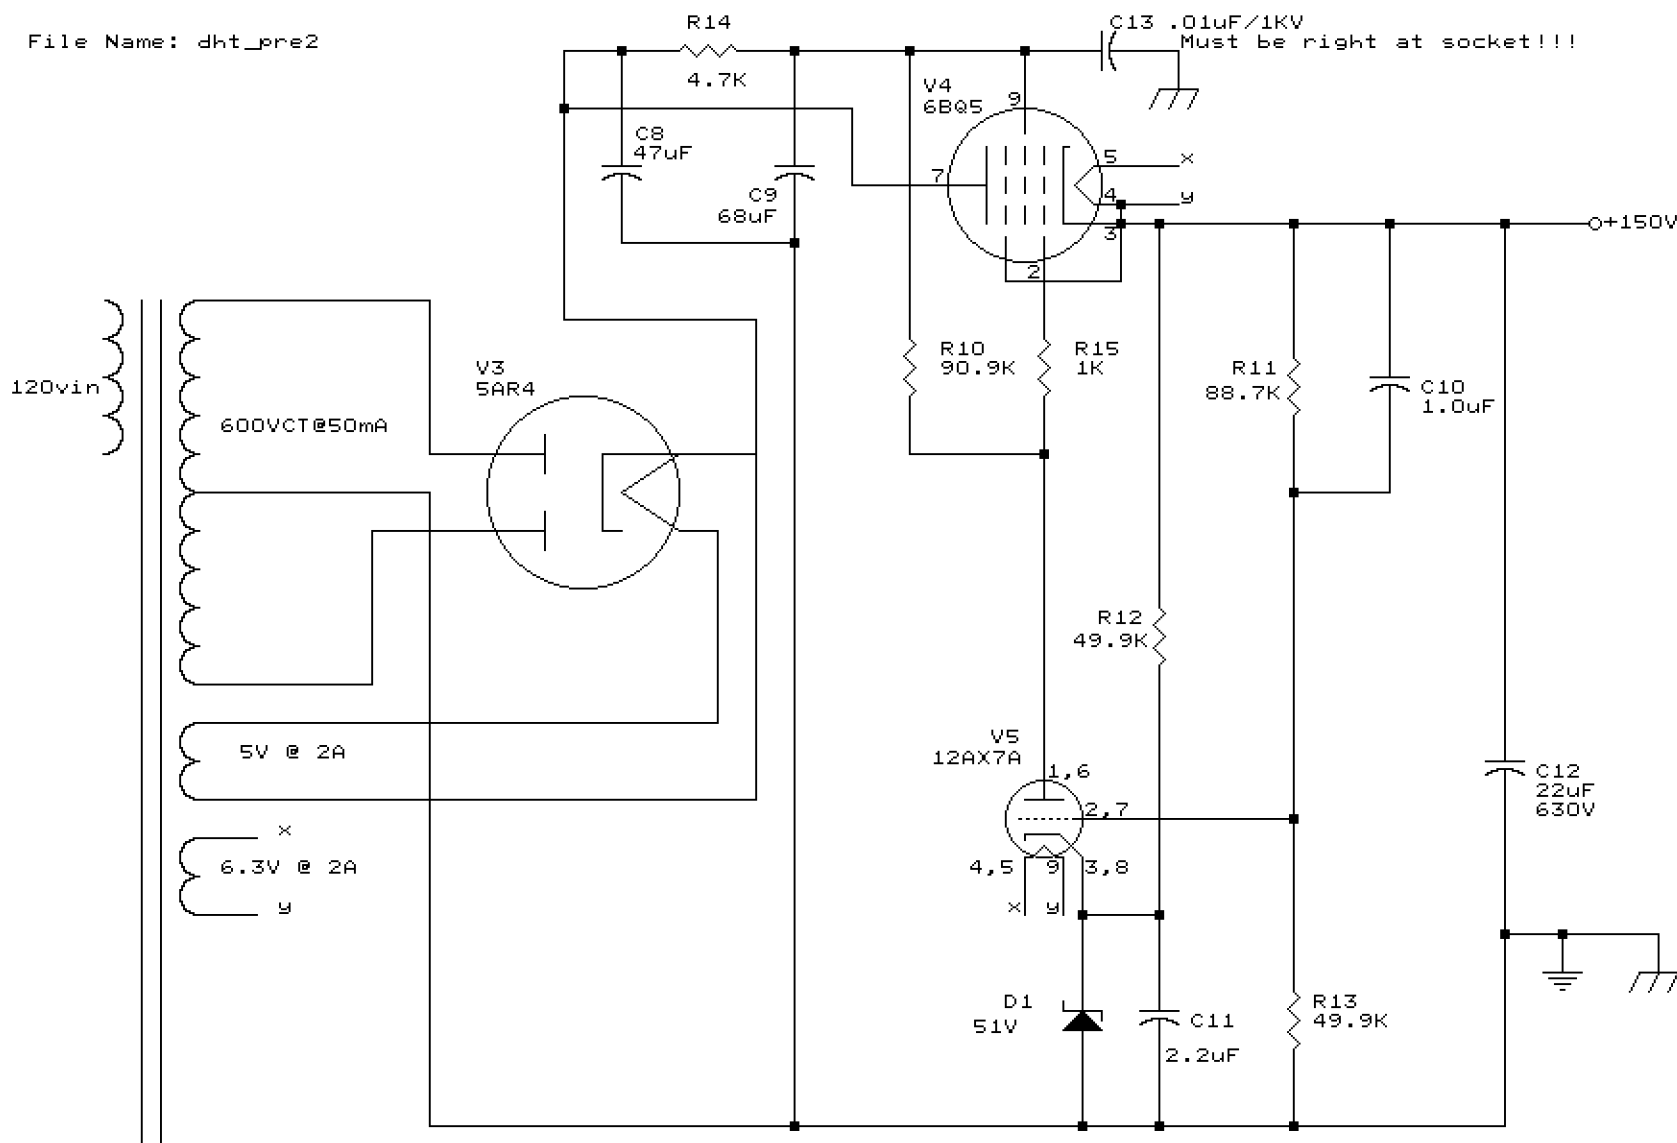 File Name: dht_pre2
R14
4.7K
C13 .01uF/1KV
Must be right at socket!!!
V4
6BQ5
9
C8
47uF
C9
68uF
7
5
x
4
y
3
2
+150V
120vin
600VCT@50mA
V3
5AR4
R10
90.9K
R15
1K
R11
88.7K
C10
1.0uF
R12
49.9K
5V @ 2A
V5
12AX7A
1,6
2,7
C12
22uF
630V
x
6.3V @ 2A
y
4,5
9
3,8
x
y
D1
51V
C11
2.2uF
R13
49.9K